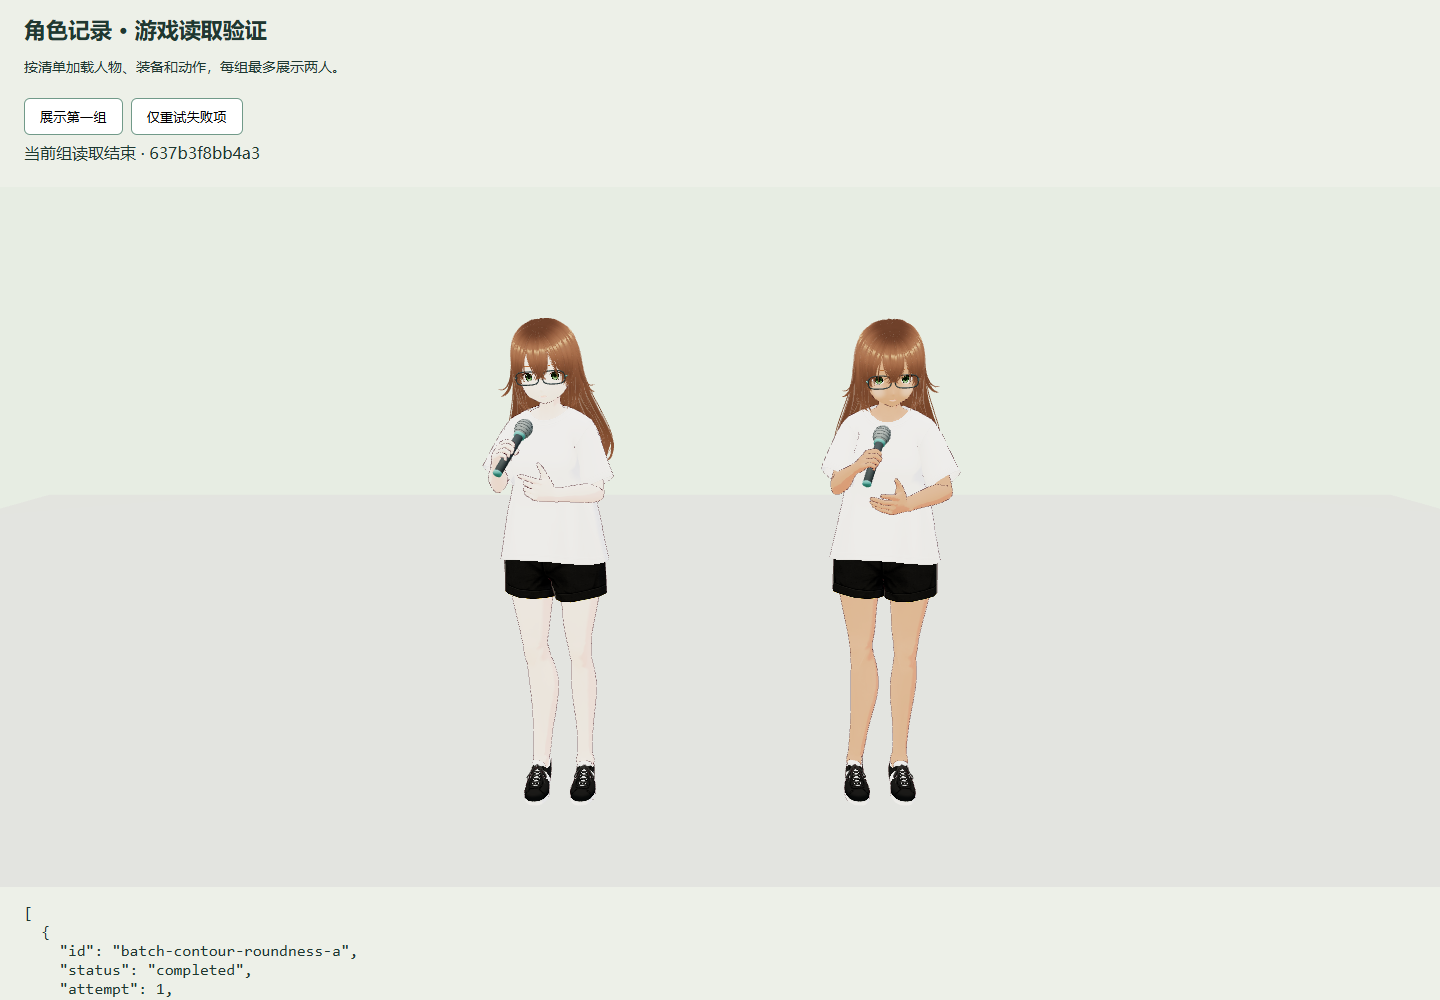 角色记录 • 游戏读取验证
按清单加载人物、装备和动作，每组最多展示两人。
展示第一组
仅重试失败项
当前组读取结束 · 637b3f8bb4a3
[
  {
    "id": "batch-contour-roundness-a",
    "status": "completed",
    "attempt": 1,